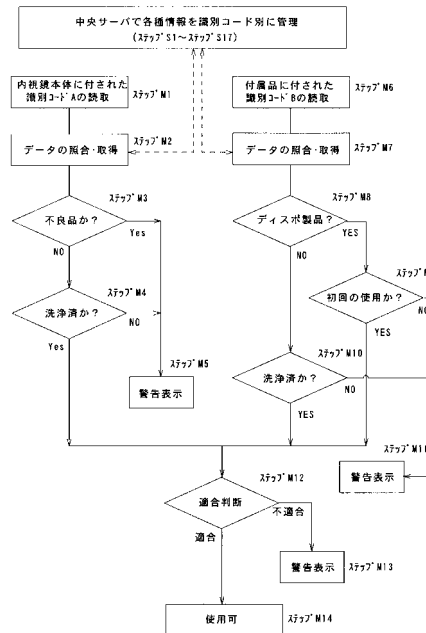 中央サーバで各種情報を識別コード別に管理
(ステップS1～ステップS17)
内視鏡本体に付された
識別コードAの読取
ステップM1
付属品に付された
識別コードBの読取
ステップM6
データの照合・取得
ステップM2
データの照合・取得
ステップM7
不良品か?
ステップM3
Yes
NO
ディスポ製品?
ステップM8
YES
NO
洗浄済か?
ステップM4
NO
Yes
初回の使用か?
NO
YES
警告表示
ステップM5
洗浄済か?
ステップM10
NO
YES
警告表示
ステップM11
適合判断
ステップM12
不適合
適合
警告表示
ステップM13
使用可
ステップM14